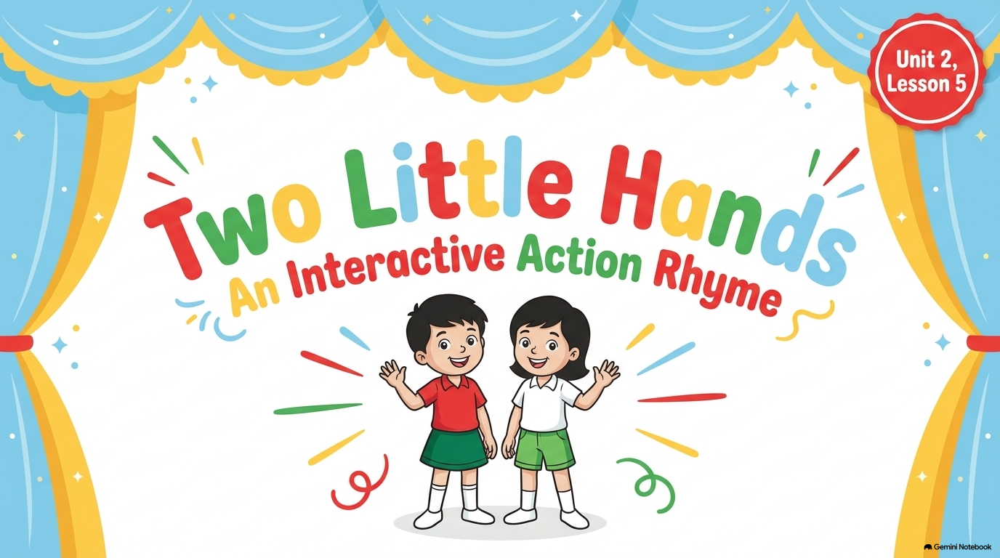 Unit 2,
Lesson 5
Two Little Hands
An Interactive Action Rhyme
Gemini Notebook